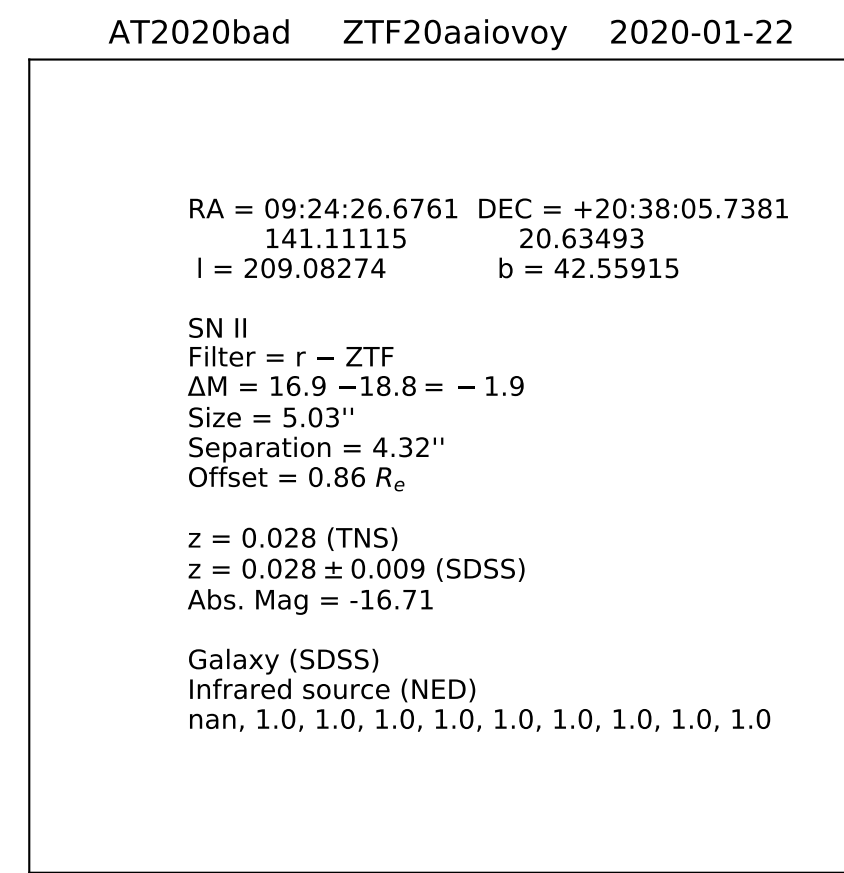 AT2020bad ZTF20aaiovoy 2020-01-22
RA = 09:24:26.6761 DEC = +20:38:05.7381
141.11115 20.63493
l = 209.08274 b = 42.55915
SN II
Filter = r − ZTF
ΔM = 16.9 −18.8 = − 1.9
Size = 5.03''
Separation = 4.32''
Offset = 0.86 Rₑ
z = 0.028 (TNS)
z = 0.028 ± 0.009 (SDSS)
Abs. Mag = -16.71
Galaxy (SDSS)
Infrared source (NED)
nan, 1.0, 1.0, 1.0, 1.0, 1.0, 1.0, 1.0, 1.0, 1.0